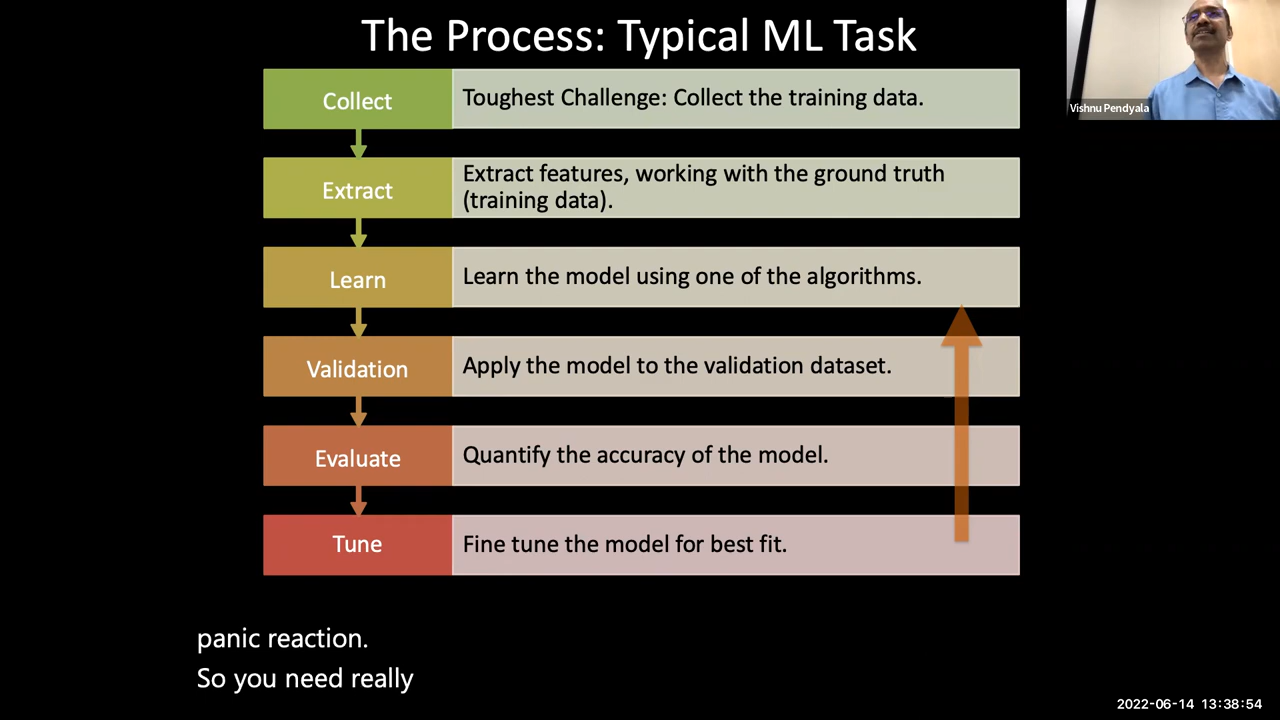 The Process: Typical ML Task
Vishnu Pendyala
Collect
Toughest Challenge: Collect the training data.
Extract
Extract features, working with the ground truth
(training data).
Learn
Learn the model using one of the algorithms.
Validation
Apply the model to the validation dataset.
Evaluate
Quantify the accuracy of the model.
Tune
Fine tune the model for best fit.
panic reaction.
So you need really
2022-06-14 13:38:54